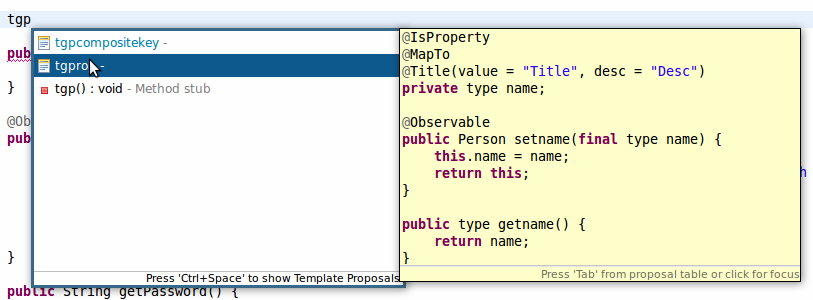 tgp
tgpcompositekey -
pub
tgpro -
}
tgp() : void - Method stub
@Ob
pub
}
Press 'Ctrl+Space' to show Template Proposals
public String getPassword() {
@IsProperty
@MapTo
@Title(value = "Title", desc = "Desc")
private type name;
@Observable
public Person setname(final type name) {
this.name = name;
return this;
}
public type getname() {
return name;
}
Press 'Tab' from proposal table or click for focus
h